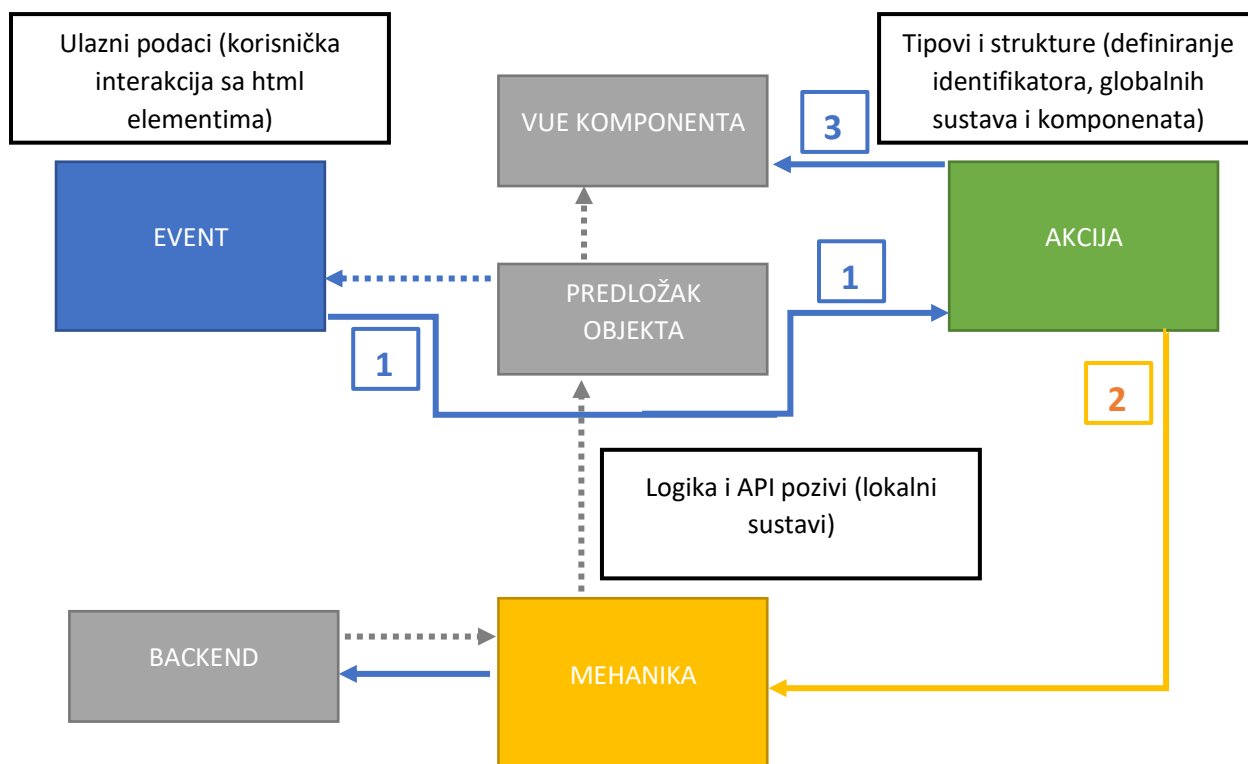 Ulazni podaci (korisnička
interakcija sa html
elementima)
VUE KOMPONENTA
Tipovi i strukture (definiranje
identifikatora, globalnih
sustava i komponenata)
3
EVENT
AKCIJA
PREDLOŽAK
OBJEKTA
1
1
2
Logika i API pozivi (lokalni
sustavi)
BACKEND
MEHANIKA